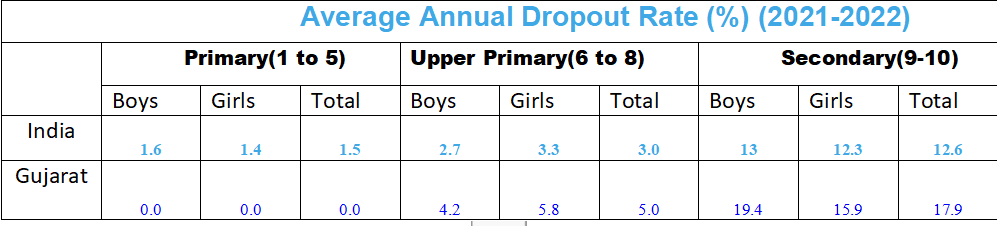 Average Annual Dropout Rate (%) (2021-2022)
Primary(1 to 5) Upper Primary(6 to 8) Secondary(9-10)
Boys Girls Total Boys Girls Total Boys Girls Total
India 1.6 1.4 1.5 2.7 3.3 3.0 13 12.3 12.6
Gujarat 0.0 0.0 0.0 4.2 5.8 5.0 19.4 15.9 17.9